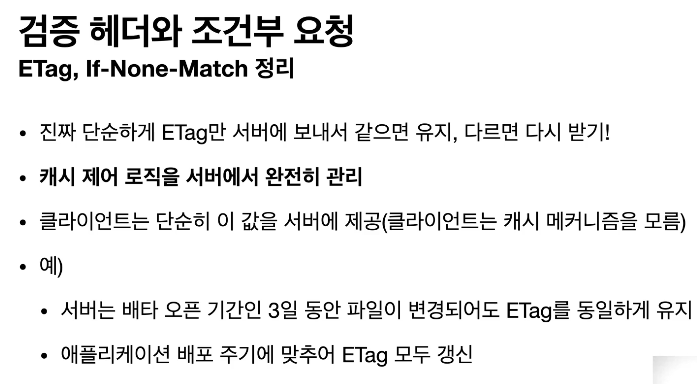 검증 헤더와 조건부 요청
ETag, If-None-Match 정리
• 진짜 단순하게 ETag만 서버에 보내서 같으면 유지, 다르면 다시 받기!
• 캐시 제어 로직을 서버에서 완전히 관리
• 클라이언트는 단순히 이 값을 서버에 제공(클라이언트는 캐시 메커니즘을 모름)
• 예)
• 서버는 배타 오픈 기간인 3일 동안 파일이 변경되어도 ETag를 동일하게 유지
• 애플리케이션 배포 주기에 맞추어 ETag 모두 갱신